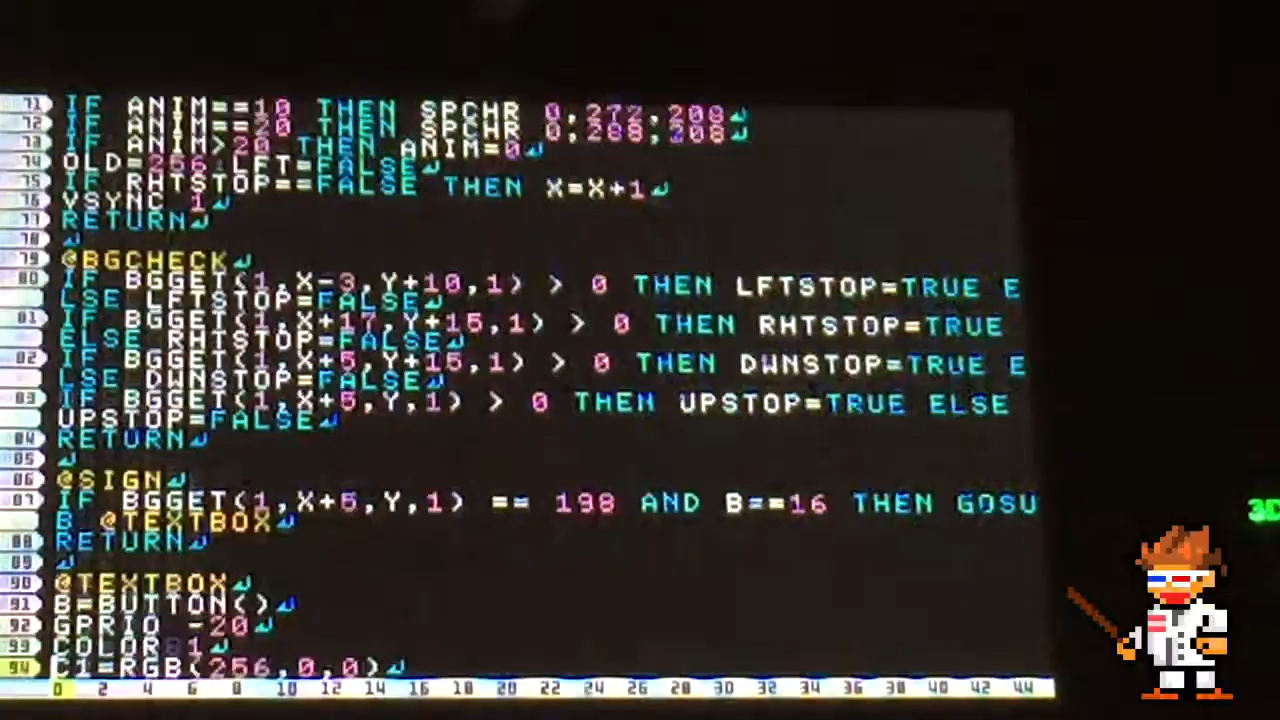 71 IF ANIM==10 THEN SPCHR 0,272,208
72 IF ANIM==20 THEN SPCHR 0,288,208
73 IF ANIM>20 THEN ANIM=0
74 OLD=256:LFT=FALSE
75 IF RHTSTOP==FALSE THEN X=X+1
76 VSYNC 1
77 RETURN
78
79 @BGCHECK
80 IF BGGET(1,X-3,Y+10,1) > 0 THEN LFTSTOP=TRUE E
LSE LFTSTOP=FALSE
81 IF BGGET(1,X+17,Y+15,1) > 0 THEN RHTSTOP=TRUE
ELSE RHTSTOP=FALSE
82 IF BGGET(1,X+5,Y+15,1) > 0 THEN DWNSTOP=TRUE E
LSE DWNSTOP=FALSE
83 IF BGGET(1,X+5,Y,1) > 0 THEN UPSTOP=TRUE ELSE
UPSTOP=FALSE
84 RETURN
85
86 @SIGN
87 IF BGGET(1,X+5,Y,1) == 198 AND B==16 THEN GOSU
B @TEXTBOX
88 RETURN
89
90 @TEXTBOX
91 B=BUTTON()
92 GPRIO -20
93 COLOR 1
94 C1=RGB(256,0,0)
0 2 4 6 8 10 12 14 16 18 20 22 24 26 28 30 32 34 36 38 40 42 44
3D